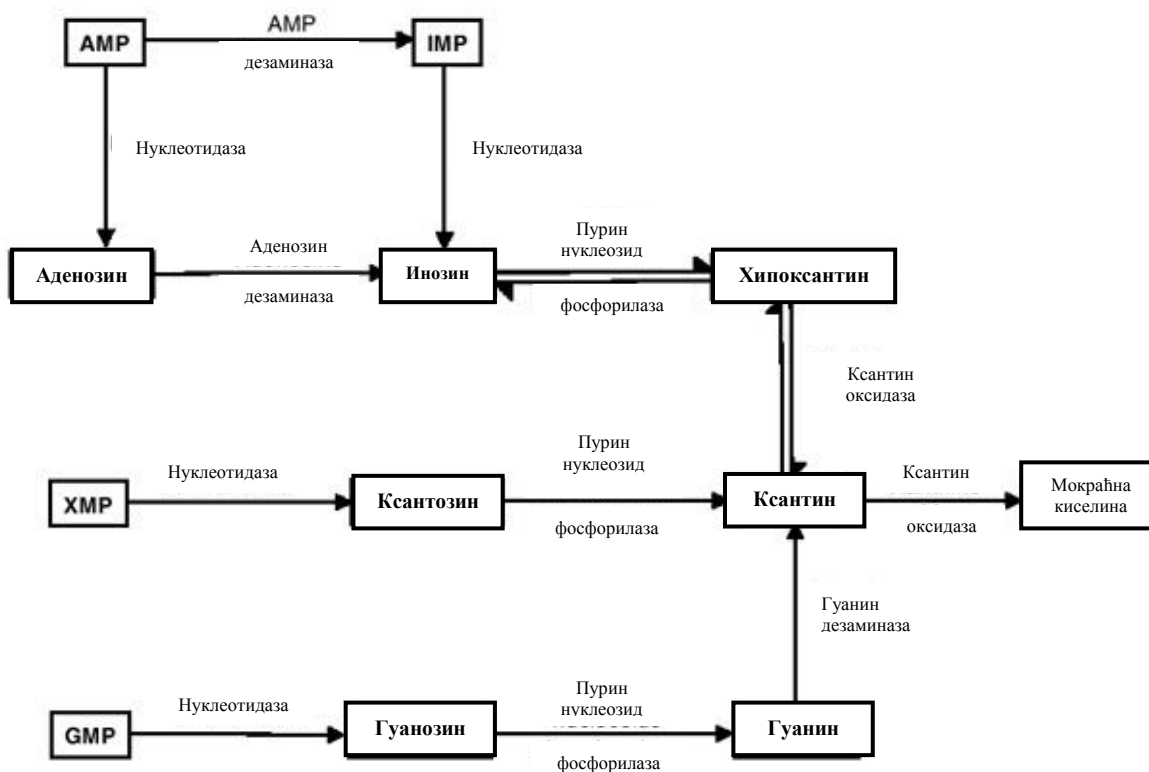 AMP
AMP
дезаминаза
IMP
Нуклеотидаза
Нуклеотидаза
Аденозин
Аденозин
дезаминаза
Инозин
Пурин
нуклеозид
фосфорилаза
Хипоксантин
Ксантин
оксидаза
XMP
Нуклеотидаза
Ксантозин
Пурин
нуклеозид
фосфорилаза
Ксантин
Ксантин
оксидаза
Мокраћна
киселина
Гуанин
дезаминаза
GMP
Нуклеотидаза
Гуанозин
Пурин
нуклеозид
фосфорилаза
Гуанин